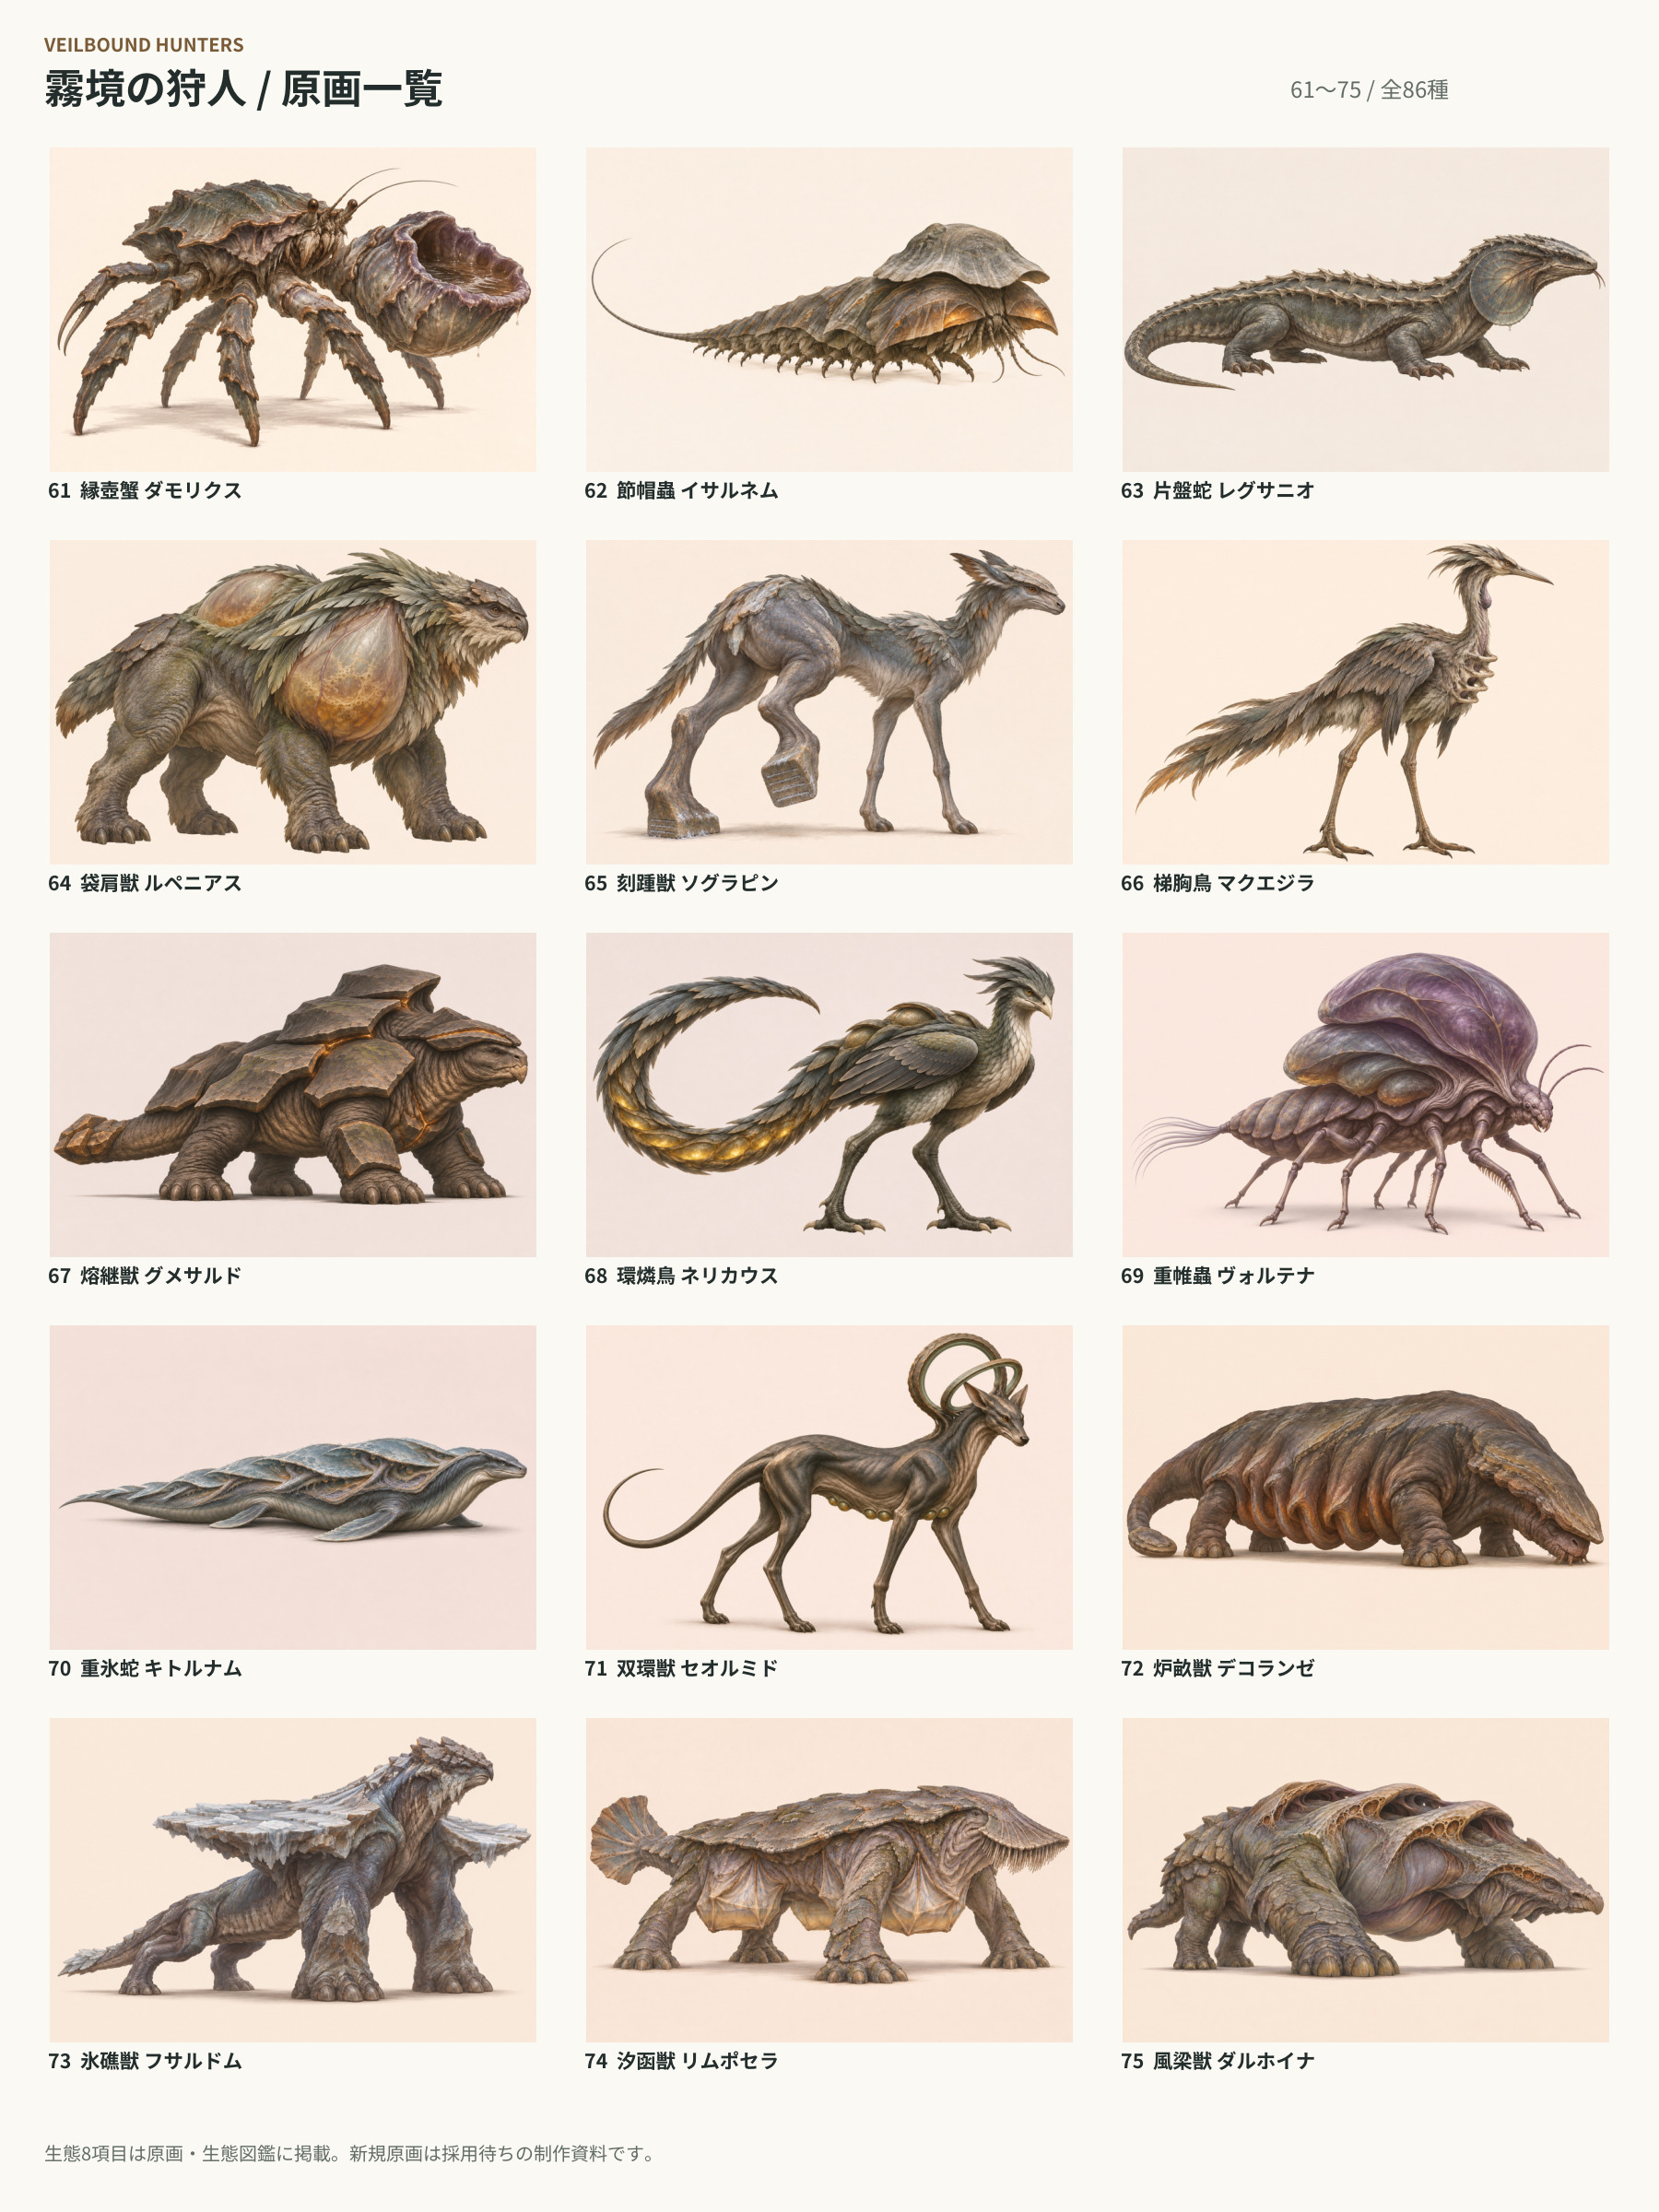 VEILBOUND HUNTERS
霧境の狩人 / 原画一覧
61〜75 / 全86種
61 縁壺蟹 ダモリクス
62 節帽蟲 イサルネム
63 片盤蛇 レグサニオ
64 袋肩獣 ルペニアス
65 刻踵獣 ソグラピン
66 梯胸鳥 マクエジラ
67 熔継獣 グメサルド
68 環燐鳥 ネリカウス
69 重帷蟲 ヴォルテナ
70 重氷蛇 キトルナム
71 双環獣 セオルミド
72 炉畝獣 デコランゼ
73 氷礁獣 フサルドム
74 汐函獣 リムポセラ
75 風梁獣 ダルホイナ
生態8項目は原画・生態図鑑に掲載。新規原画は採用待ちの制作資料です。